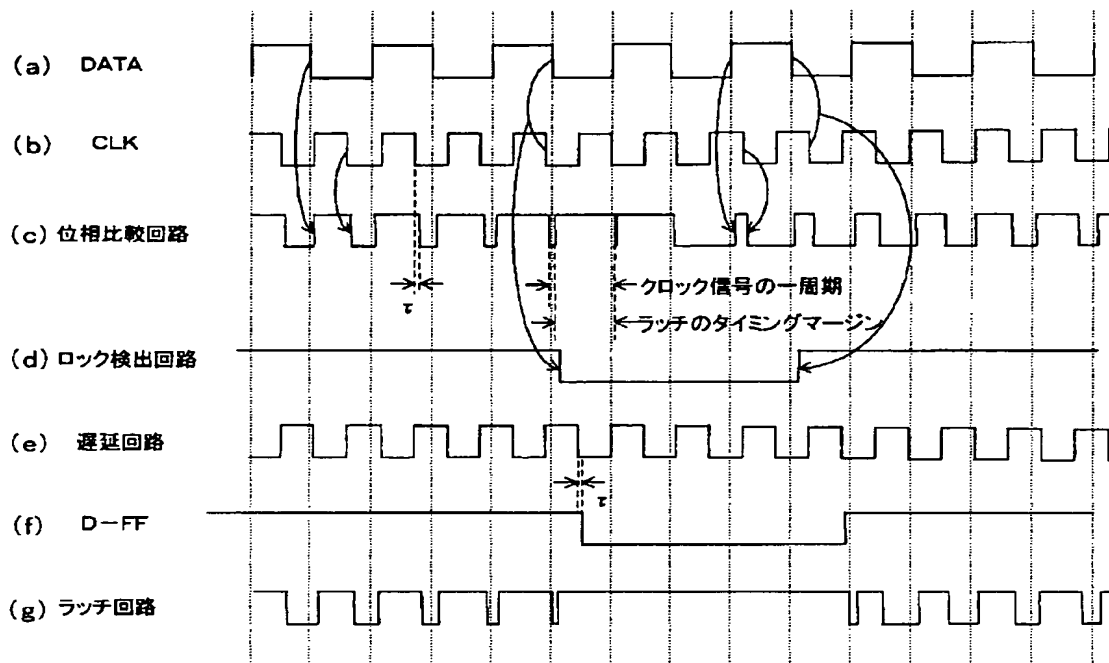 (a) DATA
(b) CLK
(c) 位相比較回路
τ
クロック信号の一周期
ラッチのタイミングマージン
(d) ロック検出回路
(e) 遅延回路
τ
(f) D-FF
(g) ラッチ回路